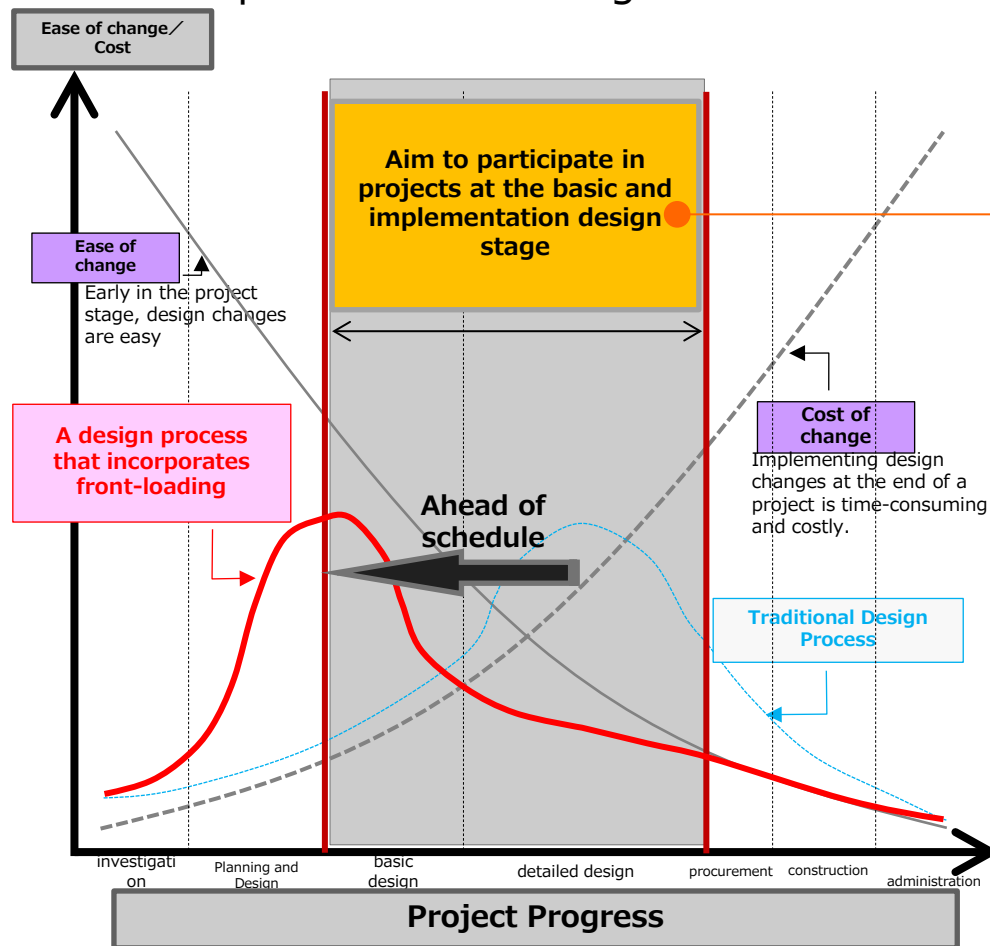 Ease of change／
Cost
Aim to participate in
projects at the basic and
implementation design
stage
Ease of
change
Early in the project
stage, design changes
are easy
A design process
that incorporates
front-loading
Ahead of
schedule
Cost of
change
Implementing design
changes at the end of a
project is time-consuming
and costly.
Traditional Design
Process
investigati
on
Planning and
Design
basic
design
detailed design
procurement
construction
administration
Project Progress